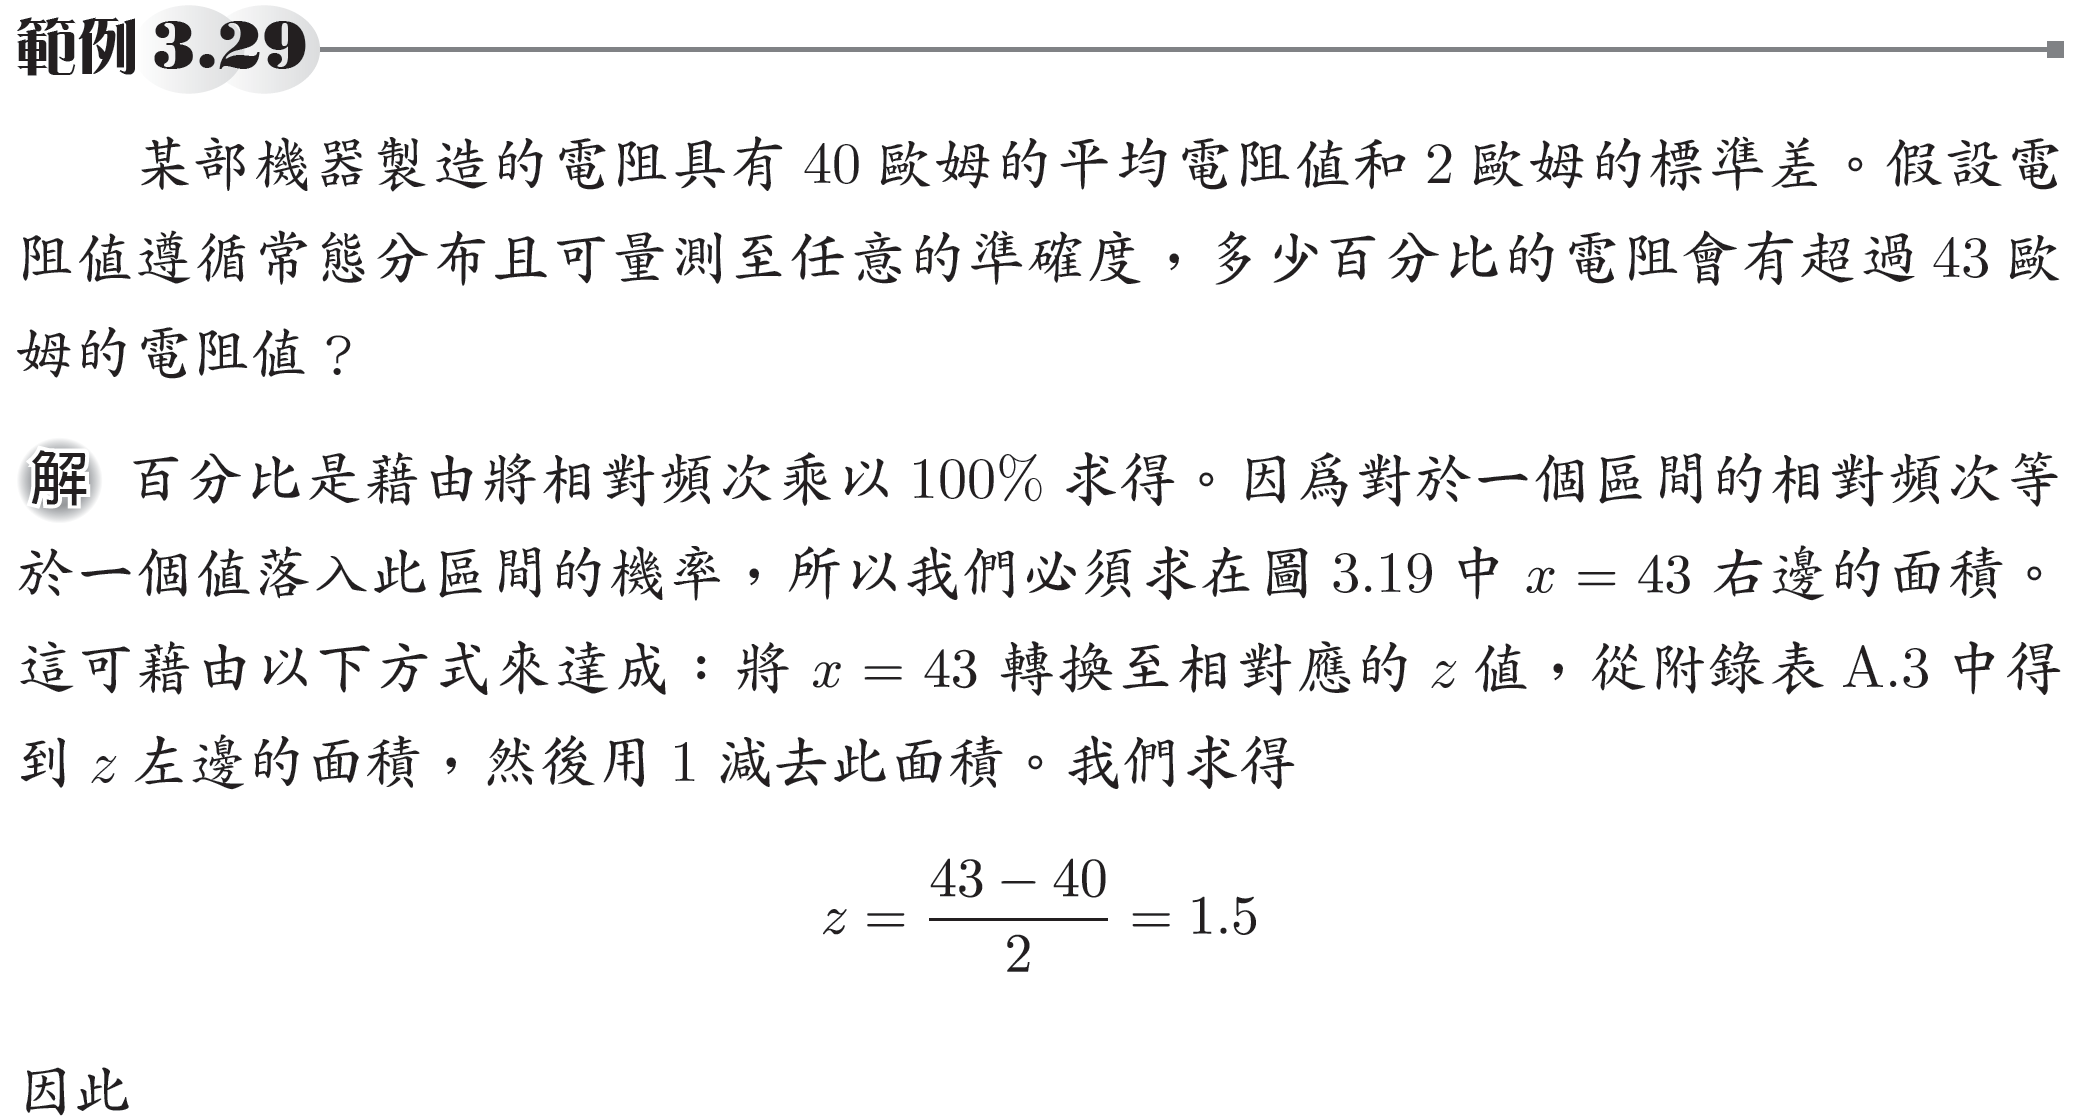 範例 3.29
某部機器製造的電阻具有 40 歐姆的平均電阻值和 2 歐姆的標準差。假設電
阻值遵循常態分布且可量測至任意的準確度，多少百分比的電阻會有超過 43 歐
姆的電阻值？
解 百分比是藉由將相對頻次乘以 100% 求得。因為對於一個區間的相對頻次等
於一個值落入此區間的機率，所以我們必須求在圖 3.19 中 x = 43 右邊的面積。
這可藉由以下方式來達成：將 x = 43 轉換至相對應的 z 值，從附錄表 A.3 中得
到 z 左邊的面積，然後用 1 減去此面積。我們求得
z = \frac{43 − 40}{2} = 1.5
因此